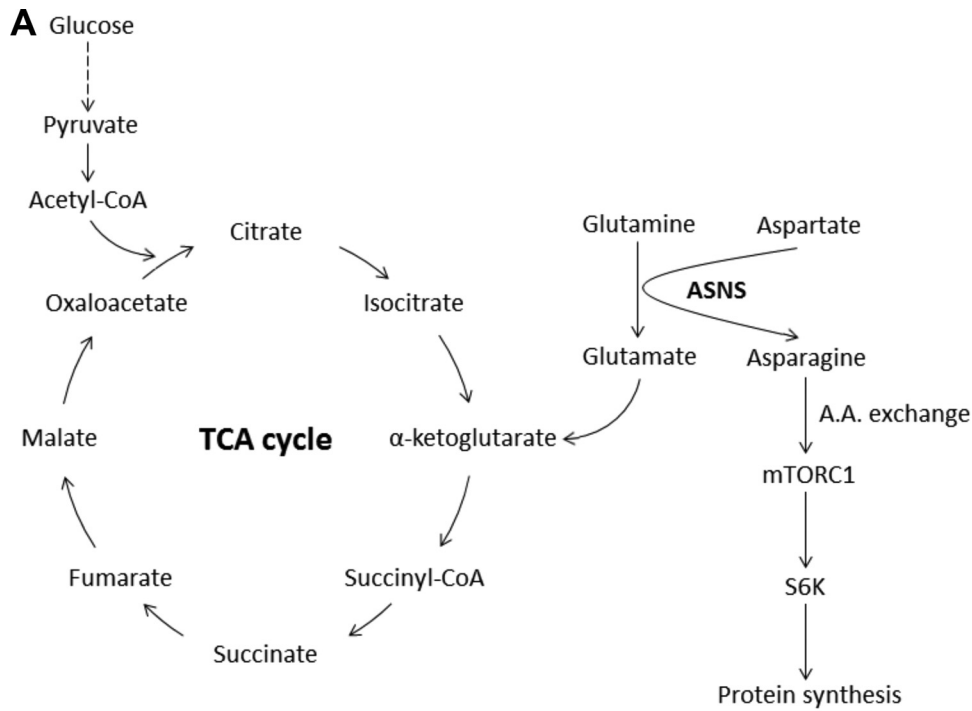 A
Glucose
Pyruvate
Acetyl-CoA
Citrate
Oxaloacetate
Isocitrate
Malate
TCA cycle
α-ketoglutarate
Fumarate
Succinyl-CoA
Succinate
Glutamine
Aspartate
ASNS
Glutamate
Asparagine
A.A. exchange
mTORC1
S6K
Protein synthesis